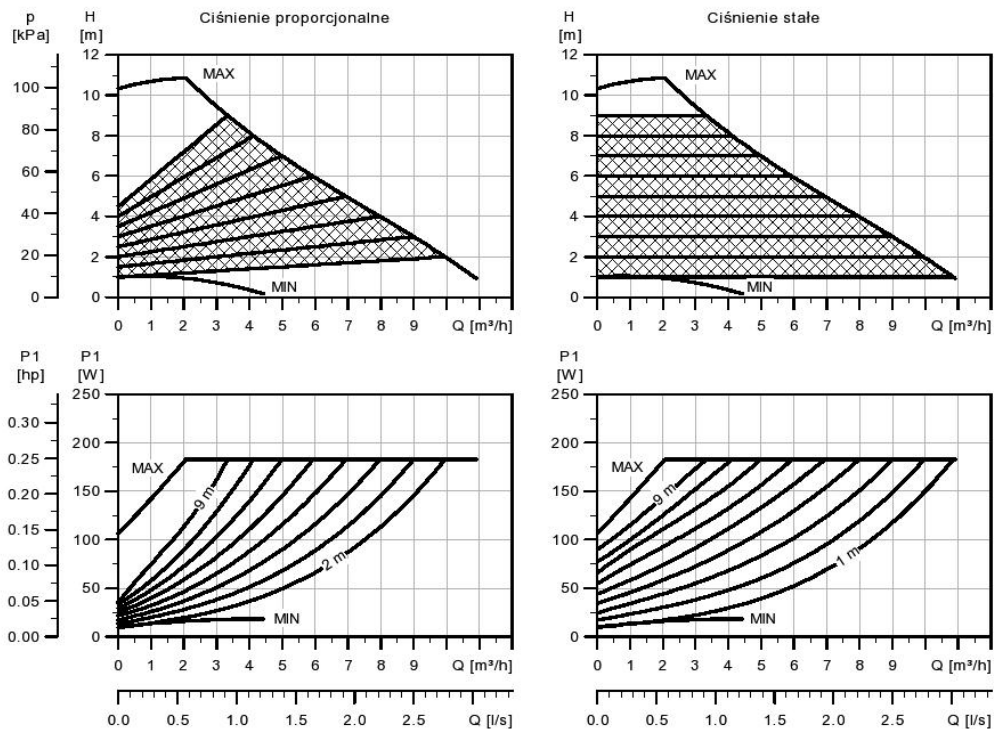 p H Ciśnienie proporcjonalne
[kPa] [m]
12
100 10
80 8
60 6
40 4
20 2
0 0
MAX
MIN
0 1 2 3 4 5 6 7 8 9 Q [m³/h]
H Ciśnienie stałe
[m]
12
10
8
6
4
2
0
MAX
MIN
0 1 2 3 4 5 6 7 8 9 Q [m³/h]
P1 P1
[hp] [W]
250
0.30
200
0.25
0.20
150
0.15
100
0.10
50
0.05
0.00 0
MAX
9 m
2 m
MIN
0 1 2 3 4 5 6 7 8 9 Q [m³/h]
0.0 0.5 1.0 1.5 2.0 2.5 Q [l/s]
P1
[W]
250
200
150
100
50
0
MAX
9 m
1 m
MIN
0 1 2 3 4 5 6 7 8 9 Q [m³/h]
0.0 0.5 1.0 1.5 2.0 2.5 Q [l/s]